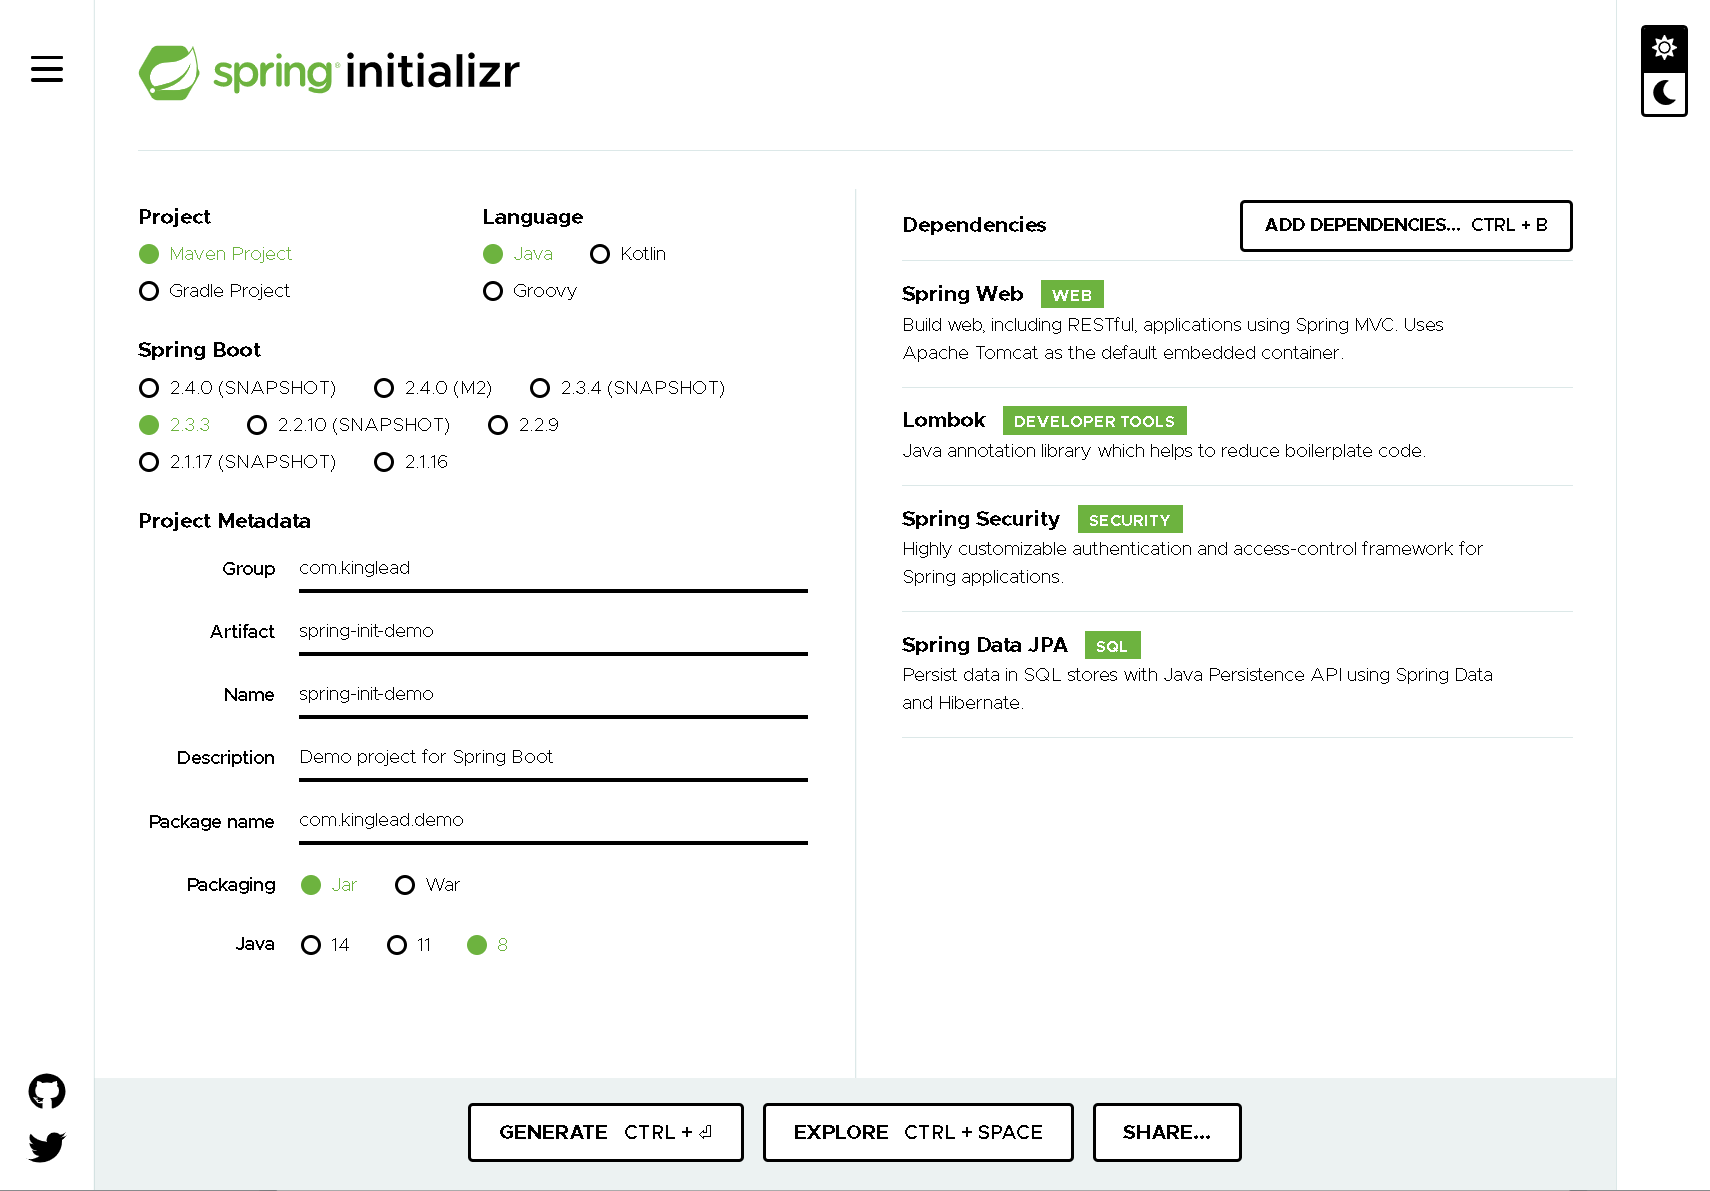 spring initializr
Project
Maven Project
Gradle Project
Language
Java Kotlin
Groovy
Spring Boot
2.4.0 (SNAPSHOT) 2.4.0 (M2) 2.3.4 (SNAPSHOT)
2.3.3 2.2.10 (SNAPSHOT) 2.2.9
2.1.17 (SNAPSHOT) 2.1.16
Project Metadata
Group com.kinglead
Artifact spring-init-demo
Name spring-init-demo
Description Demo project for Spring Boot
Package name com.kinglead.demo
Packaging Jar War
Java 14 11 8
Dependencies ADD DEPENDENCIES... CTRL + B
Spring Web WEB
Build web, including RESTful, applications using Spring MVC. Uses
Apache Tomcat as the default embedded container.
Lombok DEVELOPER TOOLS
Java annotation library which helps to reduce boilerplate code.
Spring Security SECURITY
Highly customizable authentication and access-control framework for
Spring applications.
Spring Data JPA SQL
Persist data in SQL stores with Java Persistence API using Spring Data
and Hibernate.
GENERATE CTRL + ⏎ EXPLORE CTRL + SPACE SHARE...